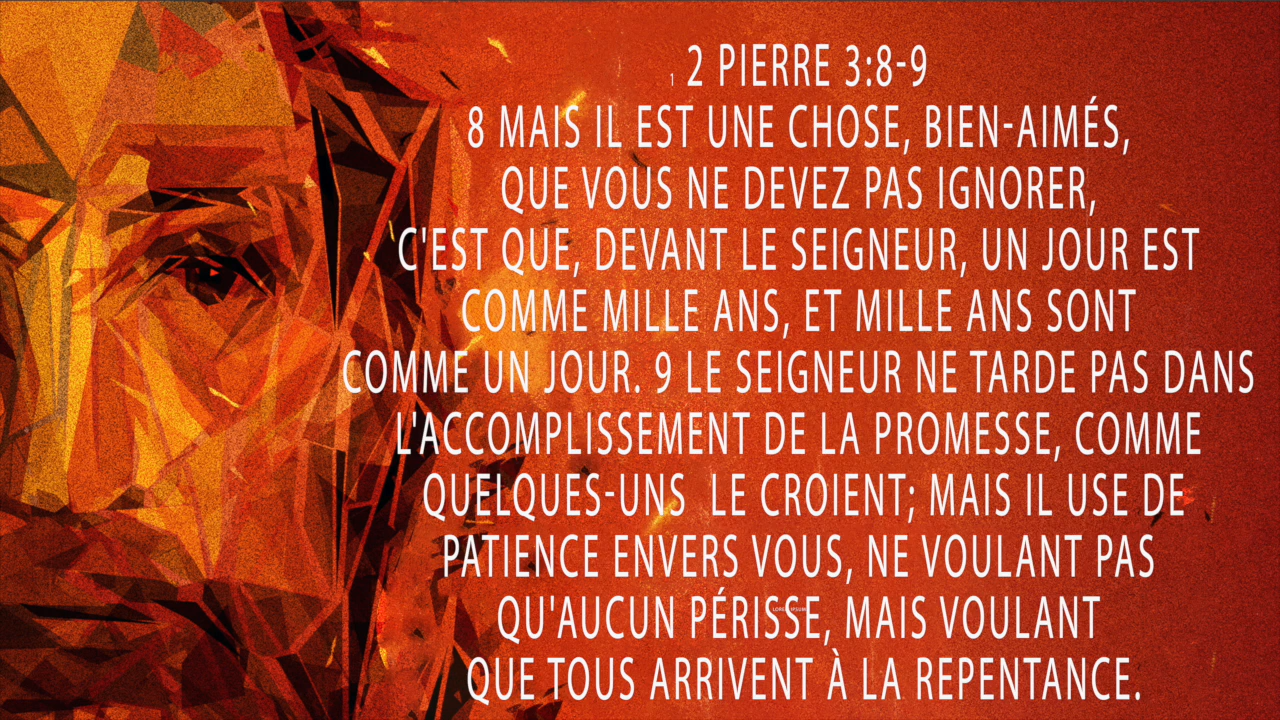 1 2 PIERRE 3:8-9
8 MAIS IL EST UNE CHOSE, BIEN-AIMÉS,
QUE VOUS NE DEVEZ PAS IGNORER,
C'EST QUE, DEVANT LE SEIGNEUR, UN JOUR EST
COMME MILLE ANS, ET MILLE ANS SONT
COMME UN JOUR. 9 LE SEIGNEUR NE TARDE PAS DANS
L'ACCOMPLISSEMENT DE LA PROMESSE, COMME
QUELQUES-UNS LE CROIENT; MAIS IL USE DE
PATIENCE ENVERS VOUS, NE VOULANT PAS
QU'AUCUN PÉRISSE, MAIS VOULANT
LOREM IPSUM
QUE TOUS ARRIVENT À LA REPENTANCE.